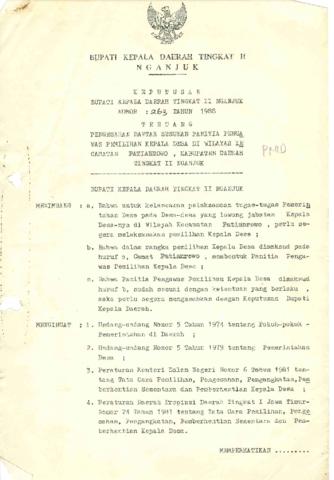 BUPATI KEPALA DAERAH TINGKAT II
NGANJUK
KEPUTUSAN
BUPATI KEPALA DAERAH TINGKAT II NGANJUK
NOMOR : 263 TAHUN 1988
TENTANG
PENGESAHAN DAFTAR SUSUNAN PANITIA PENGA
WAS PEMILIHAN KEPALA DESA DI WILAYAH KE
CAMATAN PATIANROWO , KABUPATEN DAERAH
TINGKAT II NGANJUK
PMD
BUPATI KEPALA DAERAH TINGKAT II NGANJUK
MENIMBANG : a. Bahwa untuk kelancaran pelaksanaan tugas-tugas Pemerin
tahan Desa pada Desa-desa yang lowong jabatan Kepala
Desa-nya di Wilayah Kecamatan Patianrowo , perlu se
gera melaksanakan pemilihan Kepala Desa ;
b. Bahwa dalam rangka pemilihan Kepala Desa dimaksud pada
huruf a, Camat Patianrowo , membentuk Panitia Penga-
was Pemilihan Kepala Desa ;
c. Bahwa Panitia Pengawas Pemilihan Kepala Desa dimaksud
huruf b, sudah sesuai dengan ketentuan yang berlaku ,
maka perlu segera mengesahkan dengan Keputusan Bupati
Kepala Daerah.
MENGINGAT : 1. Undang-undang Nomor 5 Tahun 1974 tentang Pokok-pokok -
Pemerintahan di Daerah ;
2. Undang-undang Nomor 5 Tahun 1979 tentang Pemerintahan
Desa ;
3. Peraturan Menteri Dalam Negeri Nomor 6 Tahun 1981 ten
tang Tata Cara Pemilihan, Pengesahan, Pengangkatan, Pem
berhentian Sementara dan Pemberhentian Kepala Desa ;
4. Peraturan Daerah Propinsi Daerah Tingkat I Jawa Timur-
Nomor 21 Tahun 1981 tentang Tata Cara Pemilihan, Penge
sahan, Pengangkatan, Pemberhentian Sementara dan Pem-
berhentian Kepala Desa.
MEMPERHATIKAN ..........